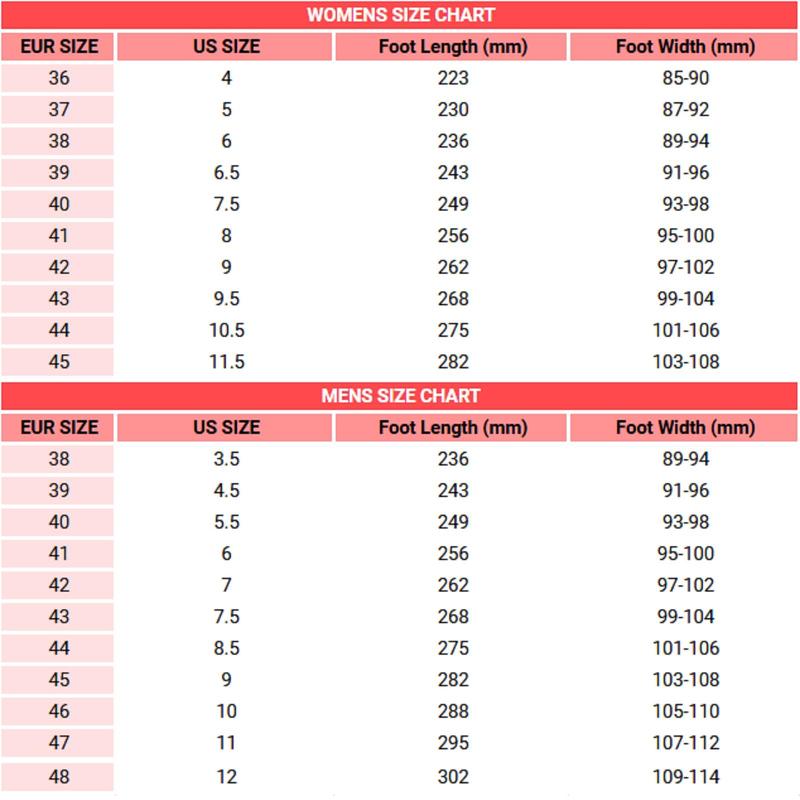 WOMENS SIZE CHART
EUR SIZE US SIZE Foot Length (mm) Foot Width (mm)
36 4 223 85-90
37 5 230 87-92
38 6 236 89-94
39 6.5 243 91-96
40 7.5 249 93-98
41 8 256 95-100
42 9 262 97-102
43 9.5 268 99-104
44 10.5 275 101-106
45 11.5 282 103-108
MENS SIZE CHART
EUR SIZE US SIZE Foot Length (mm) Foot Width (mm)
38 3.5 236 89-94
39 4.5 243 91-96
40 5.5 249 93-98
41 6 256 95-100
42 7 262 97-102
43 7.5 268 99-104
44 8.5 275 101-106
45 9 282 103-108
46 10 288 105-110
47 11 295 107-112
48 12 302 109-114